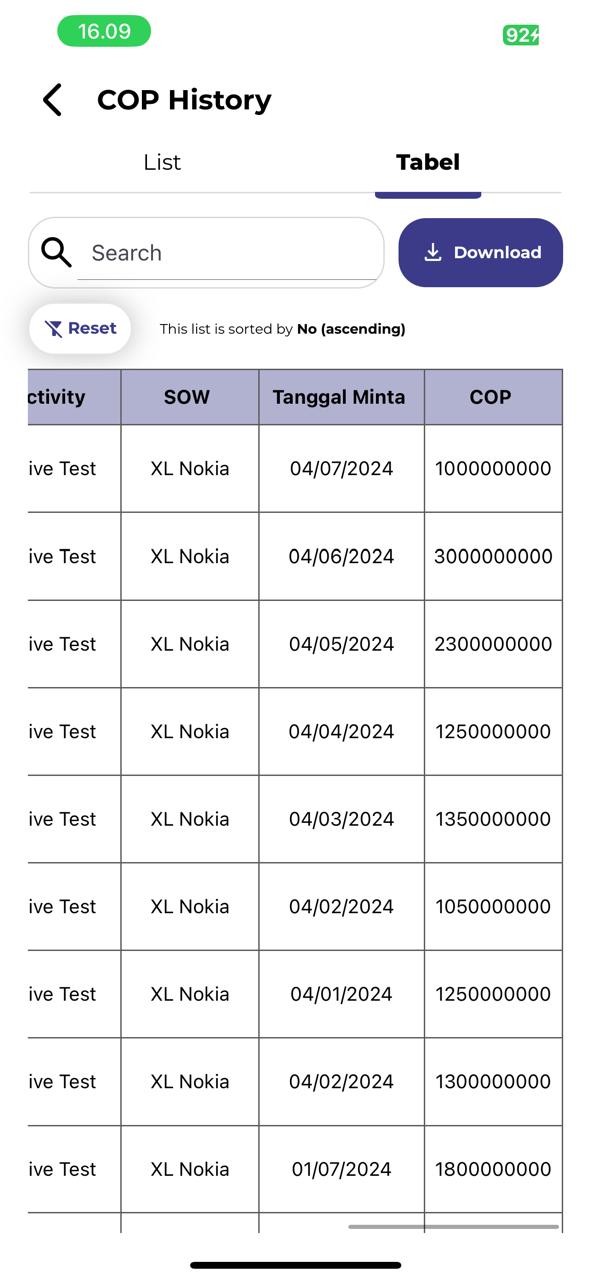 16.09
92
COP History
List Tabel
Search Download
Reset This list is sorted by No (ascending)
ctivity SOW Tanggal Minta COP
ive Test XL Nokia 04/07/2024 1000000000
ive Test XL Nokia 04/06/2024 3000000000
ive Test XL Nokia 04/05/2024 2300000000
ive Test XL Nokia 04/04/2024 1250000000
ive Test XL Nokia 04/03/2024 1350000000
ive Test XL Nokia 04/02/2024 1050000000
ive Test XL Nokia 04/01/2024 1250000000
ive Test XL Nokia 04/02/2024 1300000000
ive Test XL Nokia 01/07/2024 1800000000